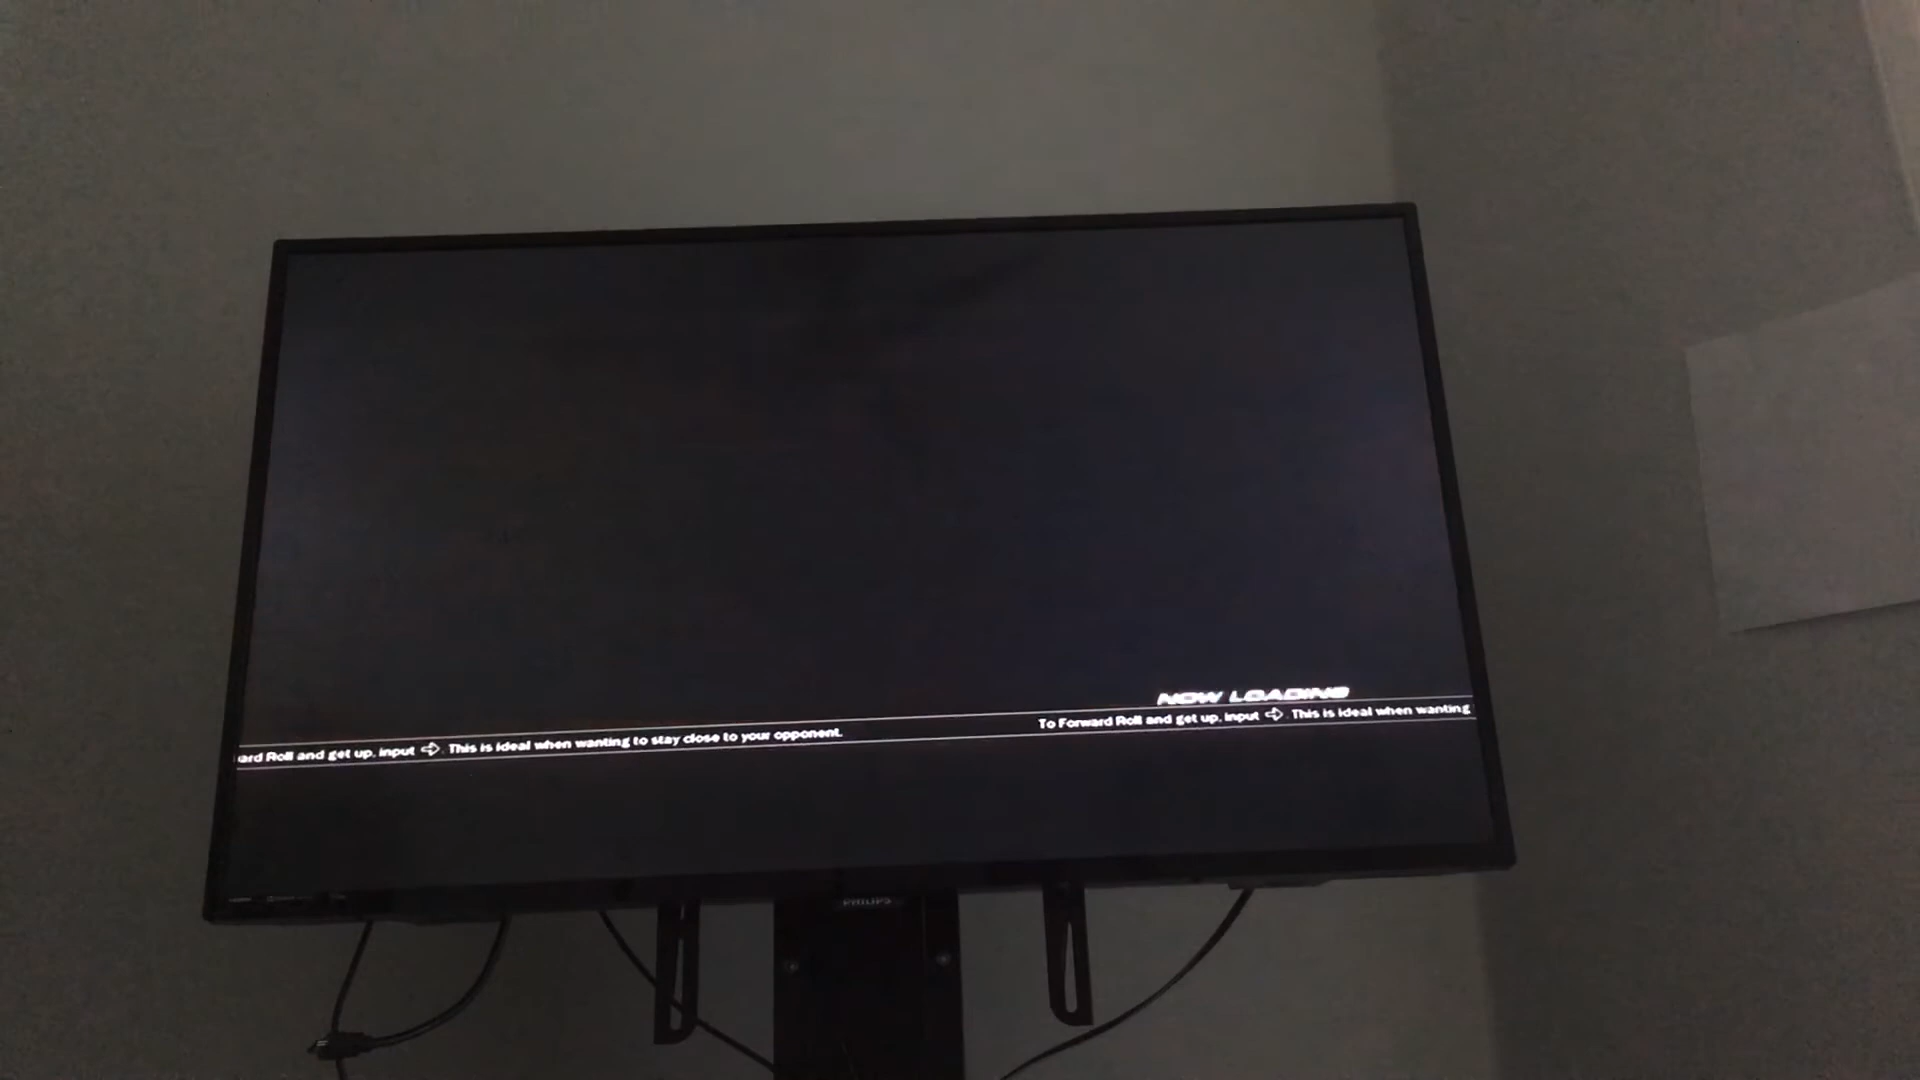 NOW LOADING
ard Roll and get up, input ⇨. This is ideal when wanting to stay close to your opponent. To Forward Roll and get up, input ⇨. This is ideal when wanting
PHILIPS